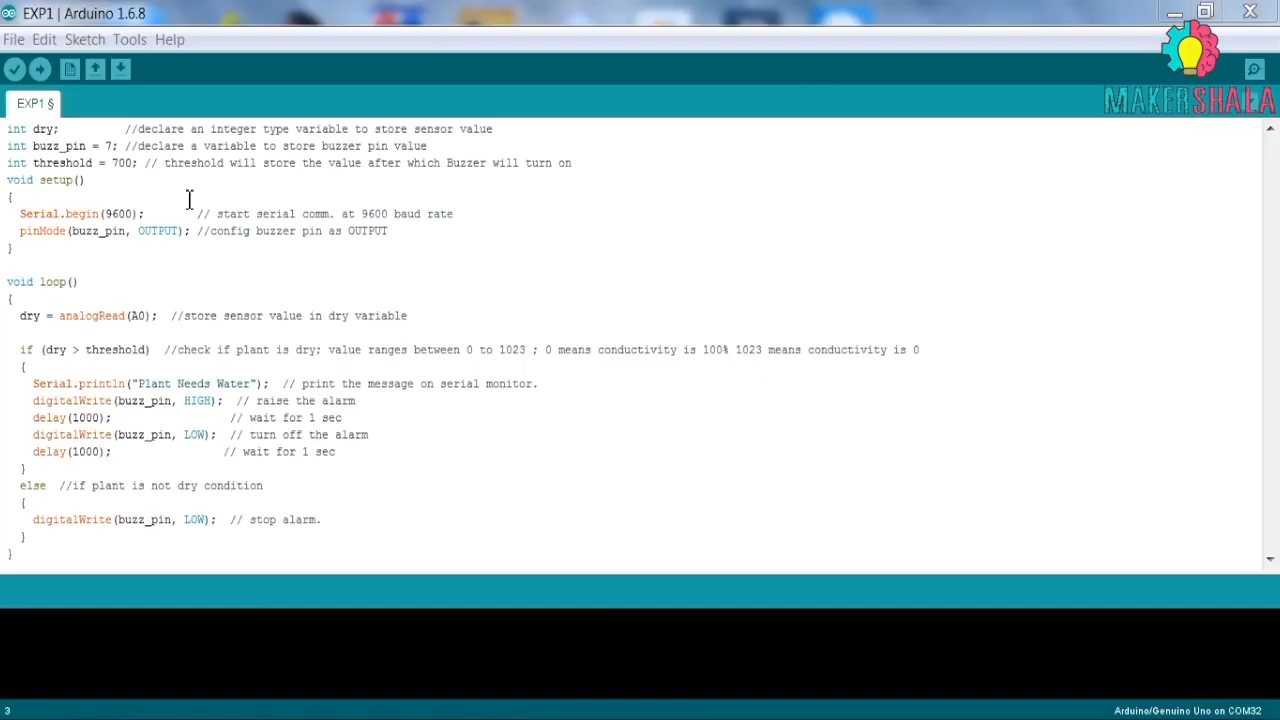 EXP1 | Arduino 1.6.8
File Edit Sketch Tools Help
MAKERSHALA
EXP1 §
int dry;          //declare an integer type variable to store sensor value
int buzz_pin = 7; //declare a variable to store buzzer pin value
int threshold = 700; // threshold will store the value after which Buzzer will turn on
void setup()
{
  Serial.begin(9600);        // start serial comm. at 9600 baud rate
  pinMode(buzz_pin, OUTPUT); //config buzzer pin as OUTPUT
}
void loop()
{
  dry = analogRead(A0);  //store sensor value in dry variable
  if (dry > threshold)  //check if plant is dry; value ranges between 0 to 1023 ; 0 means conductivity is 100% 1023 means conductivity is 0
  {
    Serial.println("Plant Needs Water");  // print the message on serial monitor.
    digitalWrite(buzz_pin, HIGH);  // raise the alarm
    delay(1000);                  // wait for 1 sec
    digitalWrite(buzz_pin, LOW);  // turn off the alarm
    delay(1000);                 // wait for 1 sec
  }
  else  //if plant is not dry condition
  {
    digitalWrite(buzz_pin, LOW);  // stop alarm.
  }
}
3
Arduino/Genuino Uno on COM32